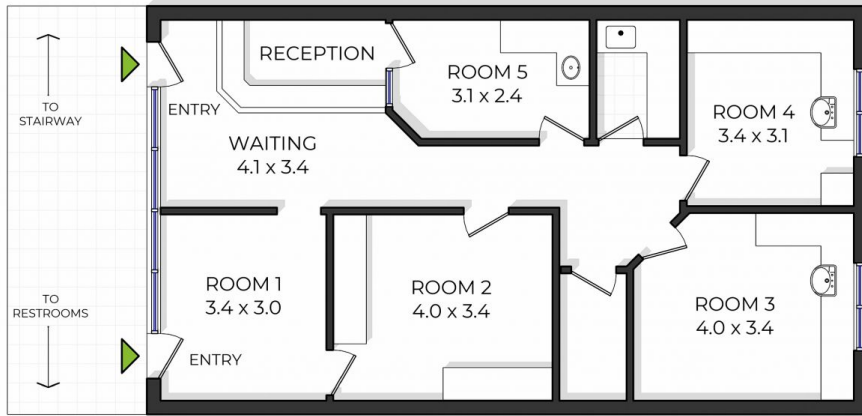 TO
STAIRWAY
ENTRY
RECEPTION
WAITING
4.1 x 3.4
ROOM 5
3.1 x 2.4
ROOM 4
3.4 x 3.1
ROOM 1
3.4 x 3.0
ROOM 2
4.0 x 3.4
ROOM 3
4.0 x 3.4
TO
RESTROOMS
ENTRY